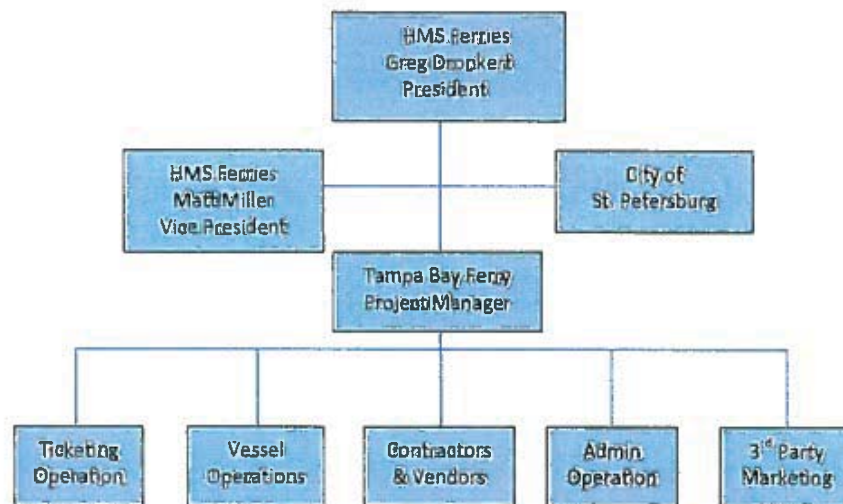 HMS Ferries
Greg Dronkert
President
HMS Ferries
Matt Miller
Vice President
City of
St. Petersburg
Tampa Bay Ferry
Project Manager
Ticketing
Operation
Vessel
Operations
Contractors
& Vendors
Admin
Operation
3rd Party
Marketing